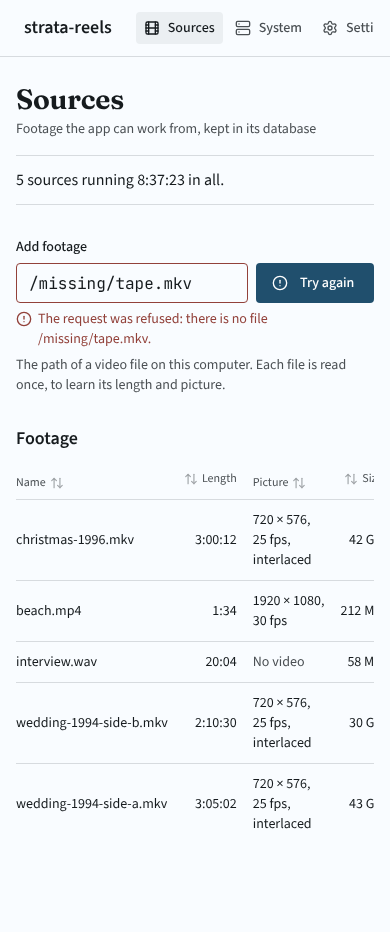 strata-reels Sources System Setti
Sources
Footage the app can work from, kept in its database
5 sources running 8:37:23 in all.
Add footage
/missing/tape.mkv Try again
The request was refused: there is no file
/missing/tape.mkv.
The path of a video file on this computer. Each file is read
once, to learn its length and picture.
Footage
Name Length Picture Siz
christmas-1996.mkv 3:00:12 720 × 576,
25 fps,
interlaced 42 G
beach.mp4 1:34 1920 × 1080,
30 fps 212 M
interview.wav 20:04 No video 58 M
wedding-1994-side-b.mkv 2:10:30 720 × 576,
25 fps,
interlaced 30 G
wedding-1994-side-a.mkv 3:05:02 720 × 576,
25 fps,
interlaced 43 G